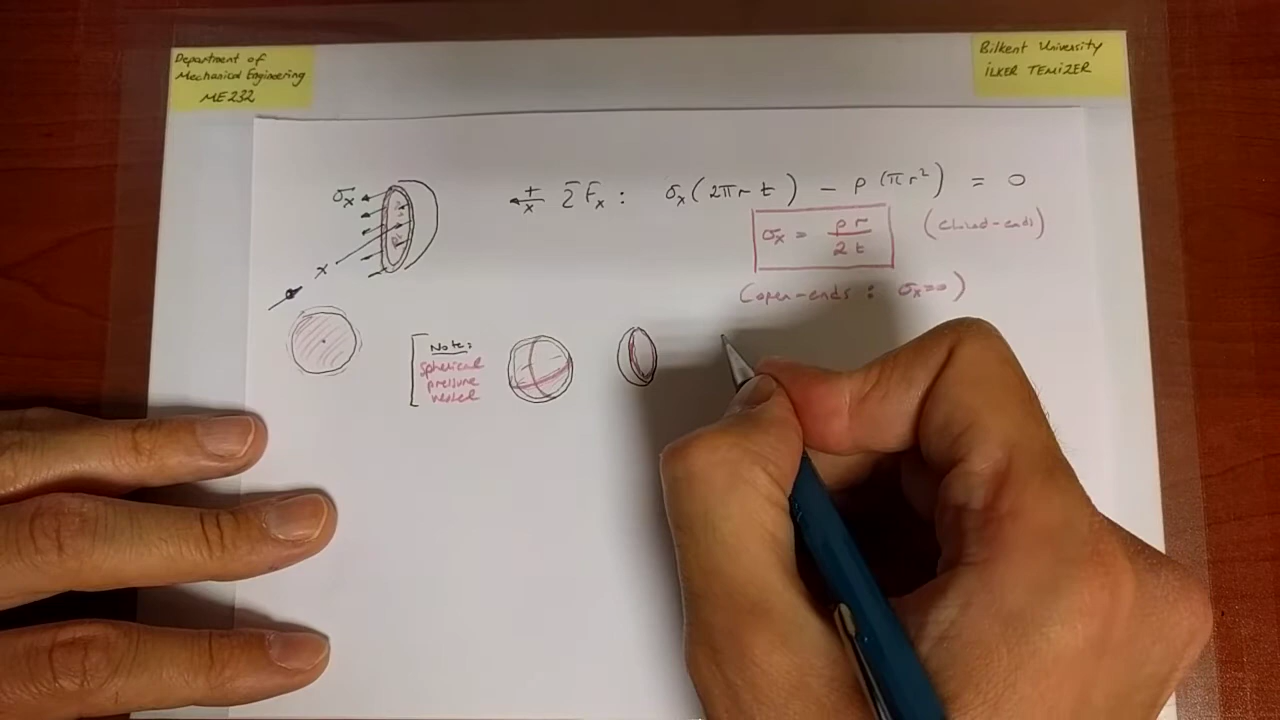 Department of
Mechanical Engineering
ME232
Bilkent University
İLKER TEMİZER
σx
x
+ x ΣFx : σx (2πr t) - p (πr²) = 0
σx = pr / 2t (closed-ends)
(open-ends : σx=0)
Note:
spherical
pressure
vessel